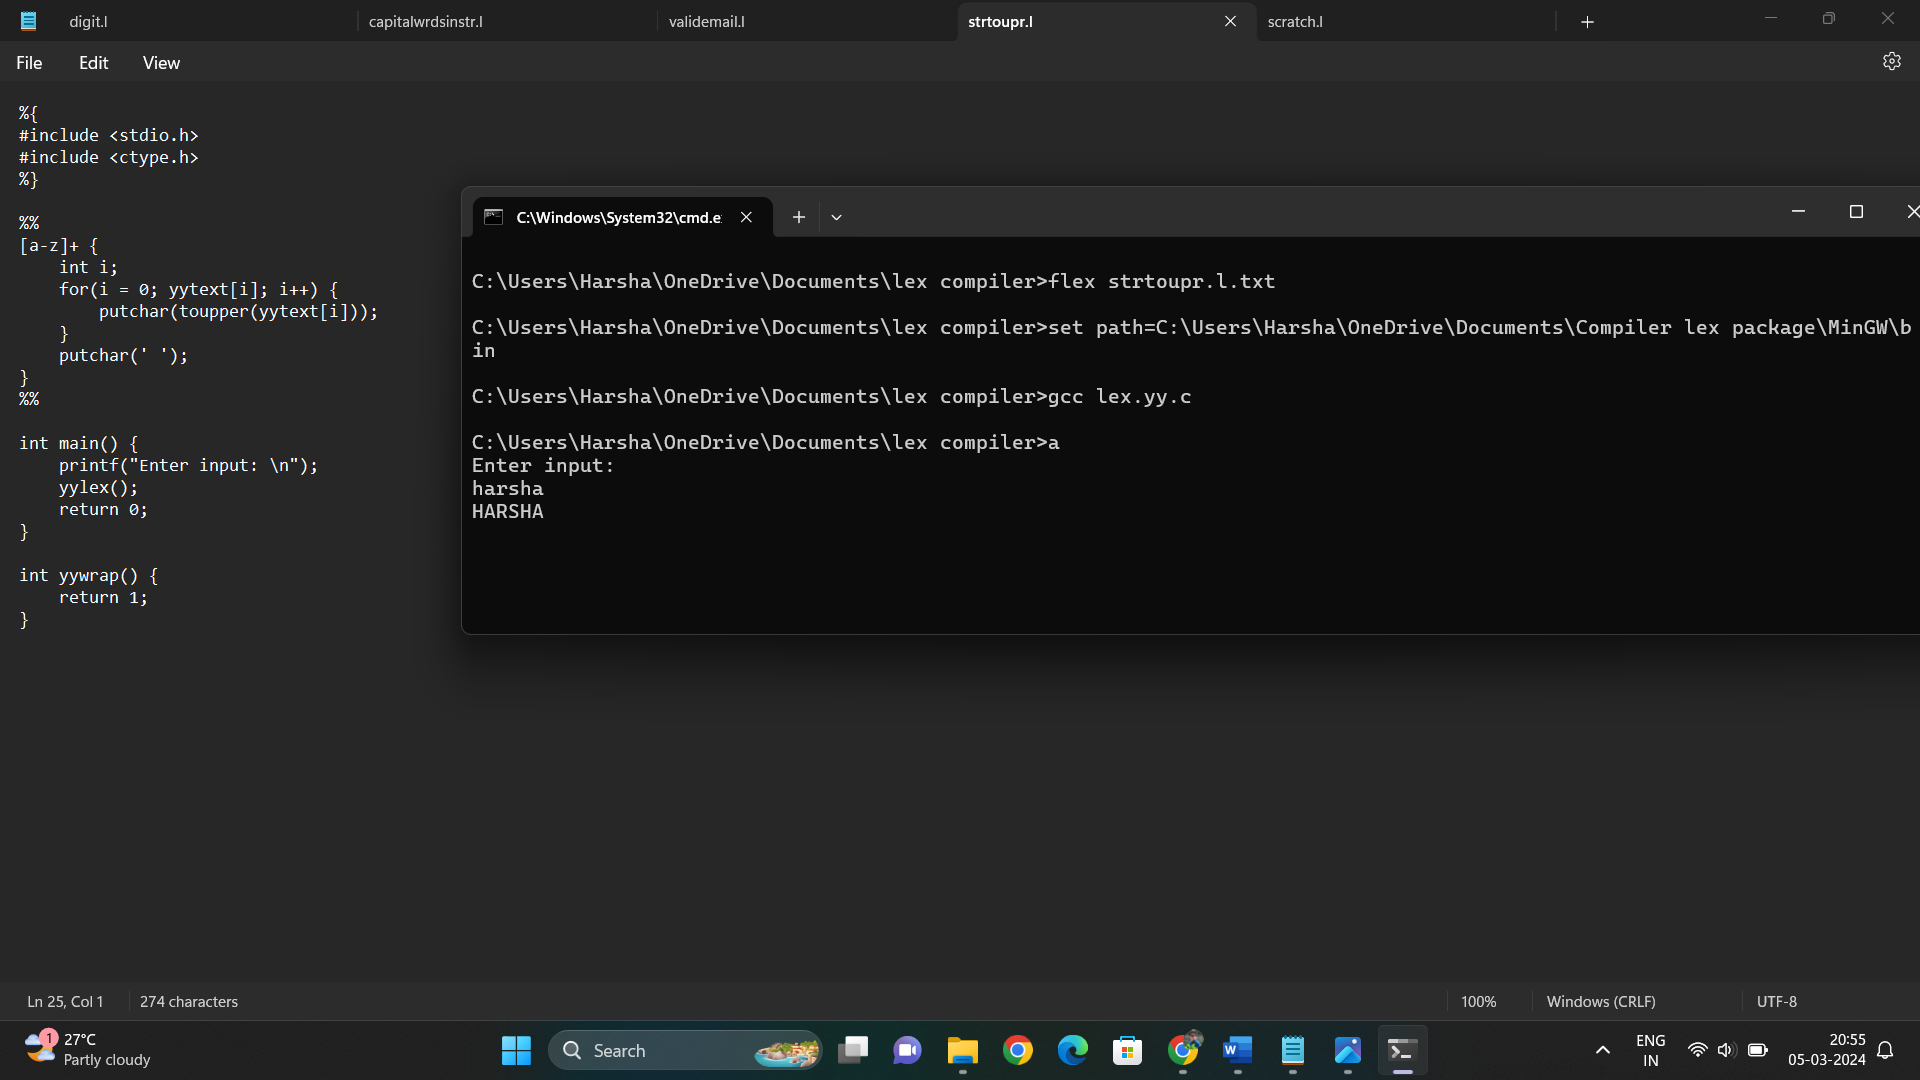 digit.l
capitalwrdsinstr.l
validemail.l
strtoupr.l
scratch.l
File
Edit
View
%{
#include <stdio.h>
#include <ctype.h>
%}
%%
[a-z]+ {
int i;
for(i = 0; yytext[i]; i++) {
putchar(toupper(yytext[i]));
}
putchar(' ');
}
%%
int main() {
printf("Enter input: \n");
yylex();
return 0;
}
int yywrap() {
return 1;
}
C:\Windows\System32\cmd.e
C:\Users\Harsha\OneDrive\Documents\lex compiler>flex strtoupr.l.txt
C:\Users\Harsha\OneDrive\Documents\lex compiler>set path=C:\Users\Harsha\OneDrive\Documents\Compiler lex package\MinGW\b
in
C:\Users\Harsha\OneDrive\Documents\lex compiler>gcc lex.yy.c
C:\Users\Harsha\OneDrive\Documents\lex compiler>a
Enter input:
harsha
HARSHA
Ln 25, Col 1
274 characters
100%
Windows (CRLF)
UTF-8
1
27°C
Partly cloudy
Search
W
ENG
IN
20:55
05-03-2024